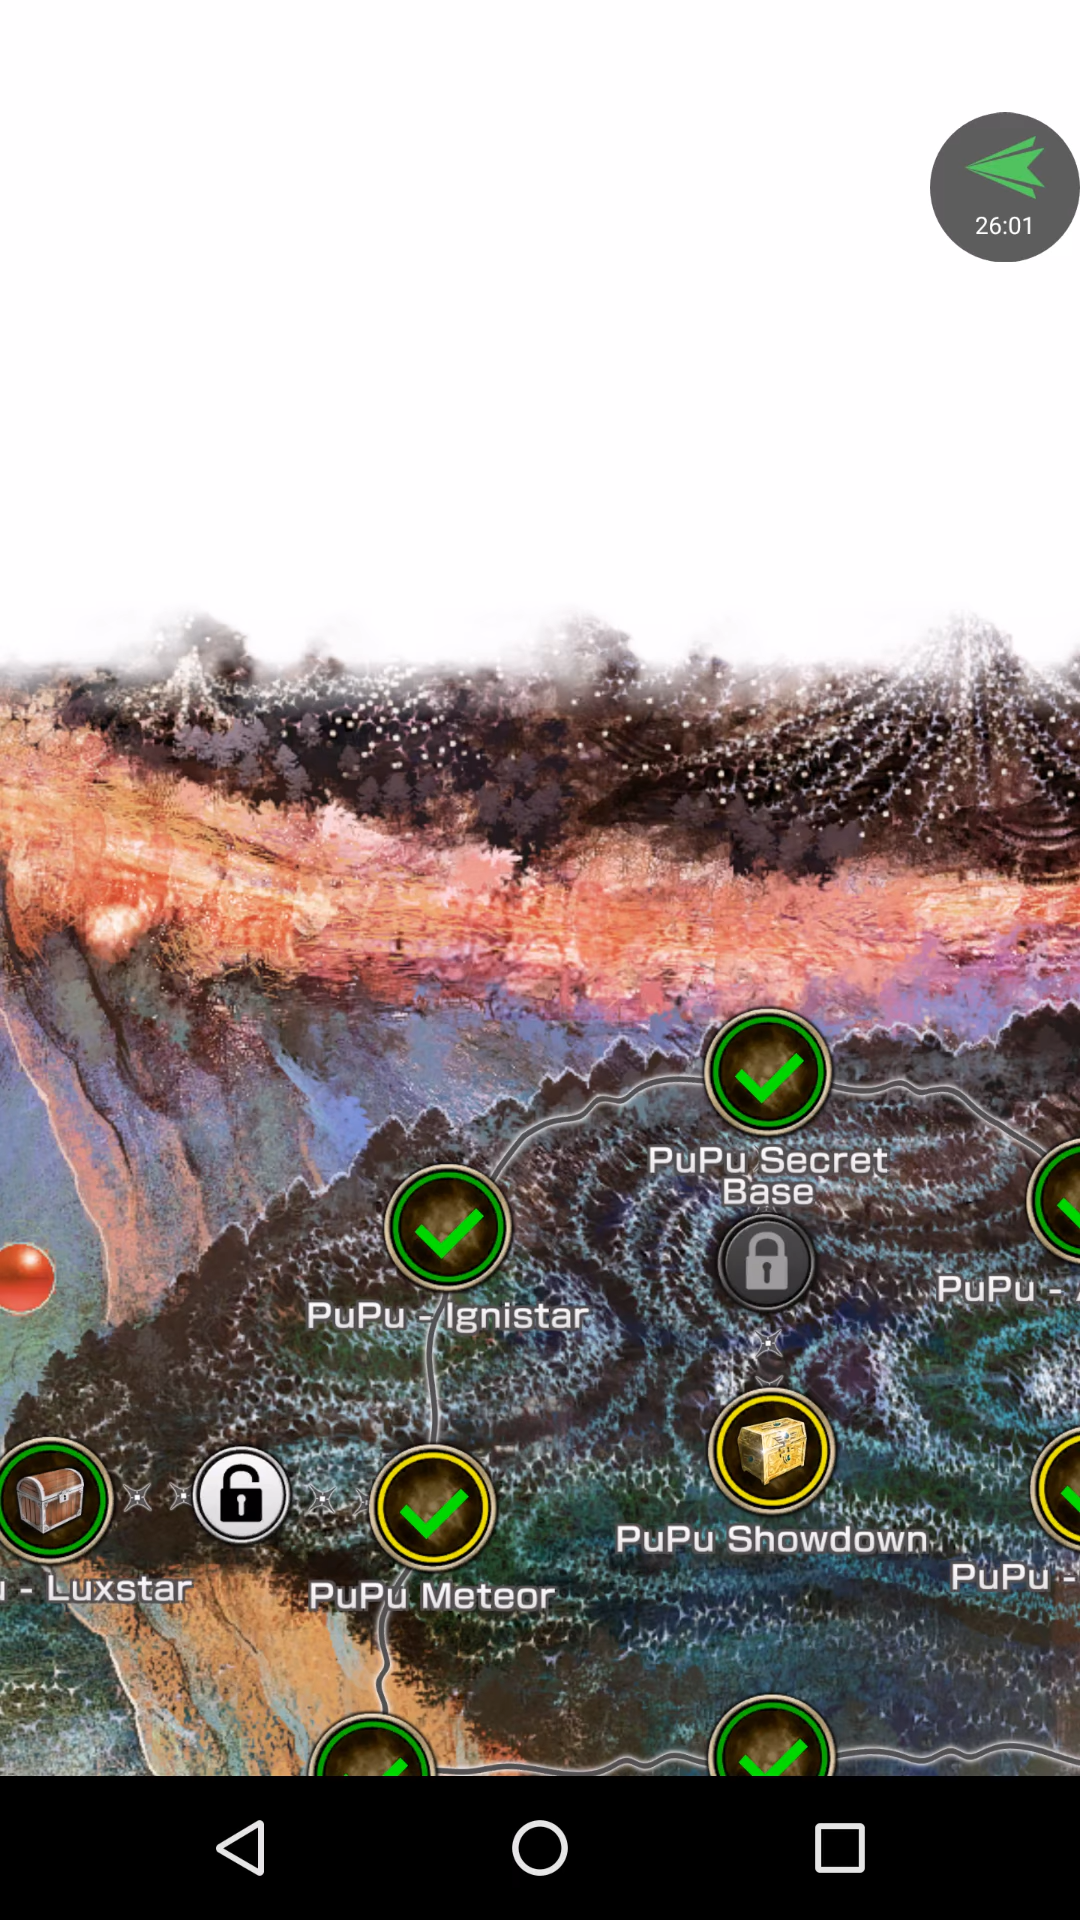 26:01
PuPu Secret
Base
PuPu - Ignistar
PuPu -
PuPu Showdown
- Luxstar
PuPu Meteor
PuPu -